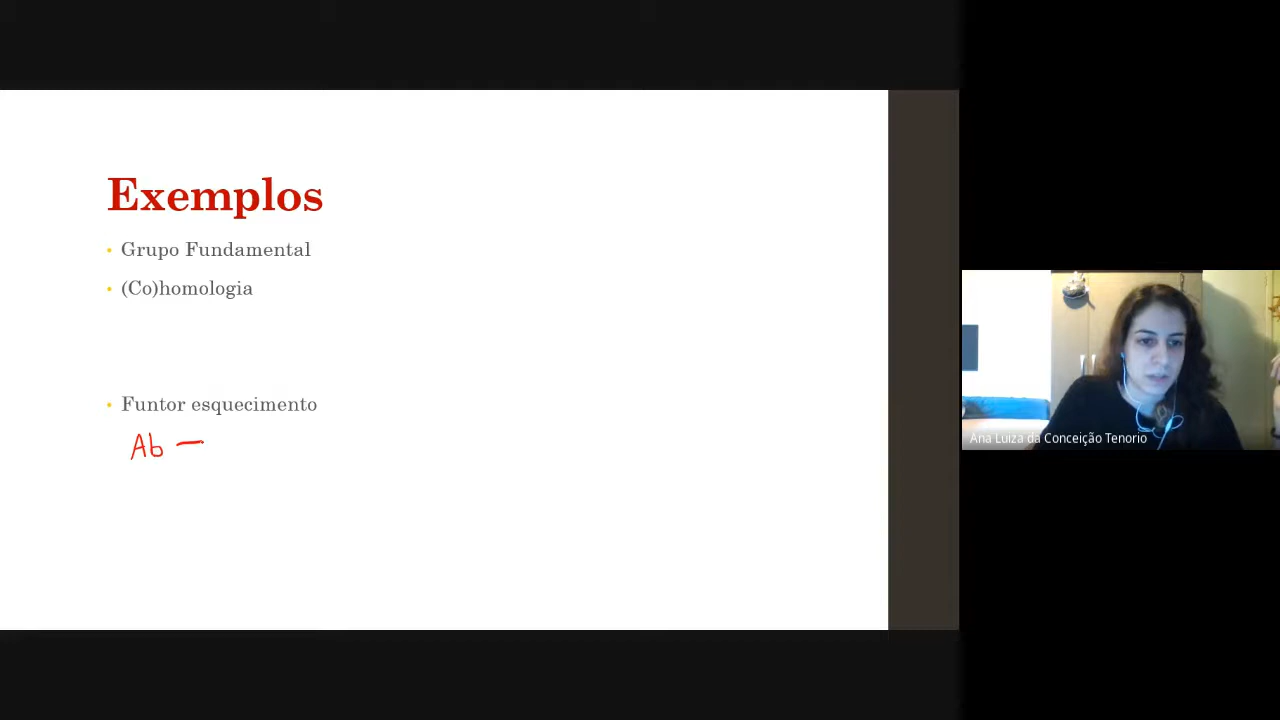 Exemplos
• Grupo Fundamental
• (Co)homologia
• Funtor esquecimento
Ab —
Ana Luiza da Conceição Tenorio